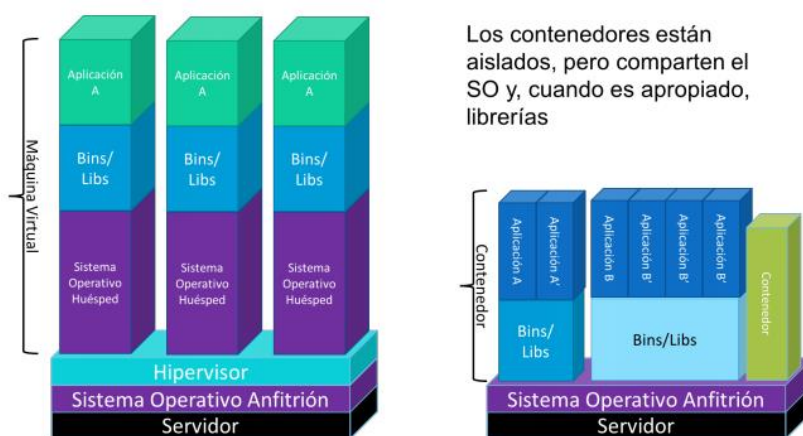 Los contenedores están
aislados, pero comparten el
SO y, cuando es apropiado,
librerías
Máquina Virtual
Aplicación
A
Aplicación
A
Aplicación
A
Bins/
Libs
Bins/
Libs
Bins/
Libs
Sistema
Operativo
Huésped
Sistema
Operativo
Huésped
Sistema
Operativo
Huésped
Hipervisor
Sistema Operativo Anfitrión
Servidor
Contenedor
Aplicación A
Aplicación A'
Aplicación B
Aplicación B'
Aplicación B'
Aplicación B'
Contenedor
Bins/
Libs
Bins/Libs
Sistema Operativo Anfitrión
Servidor